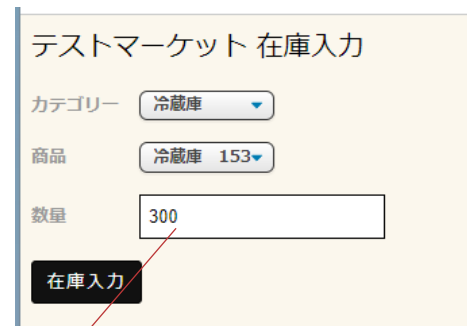 テストマーケット 在庫入力
カテゴリー 冷蔵庫
商品 冷蔵庫 153
数量 300
在庫入力